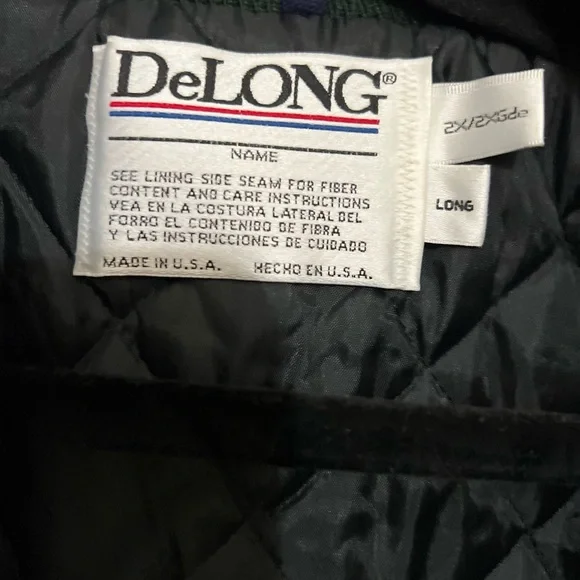 DeLONG®
NAME
SEE LINING SIDE SEAM FOR FIBER
CONTENT AND CARE INSTRUCTIONS
VEA EN LA COSTURA LATERAL DEL
FORRO EL CONTENIDO DE FIBRA
Y LAS INSTRUCCIONES DE CUIDADO
MADE IN U.S.A. HECHO EN U.S.A.
2X/2XGde
LONG